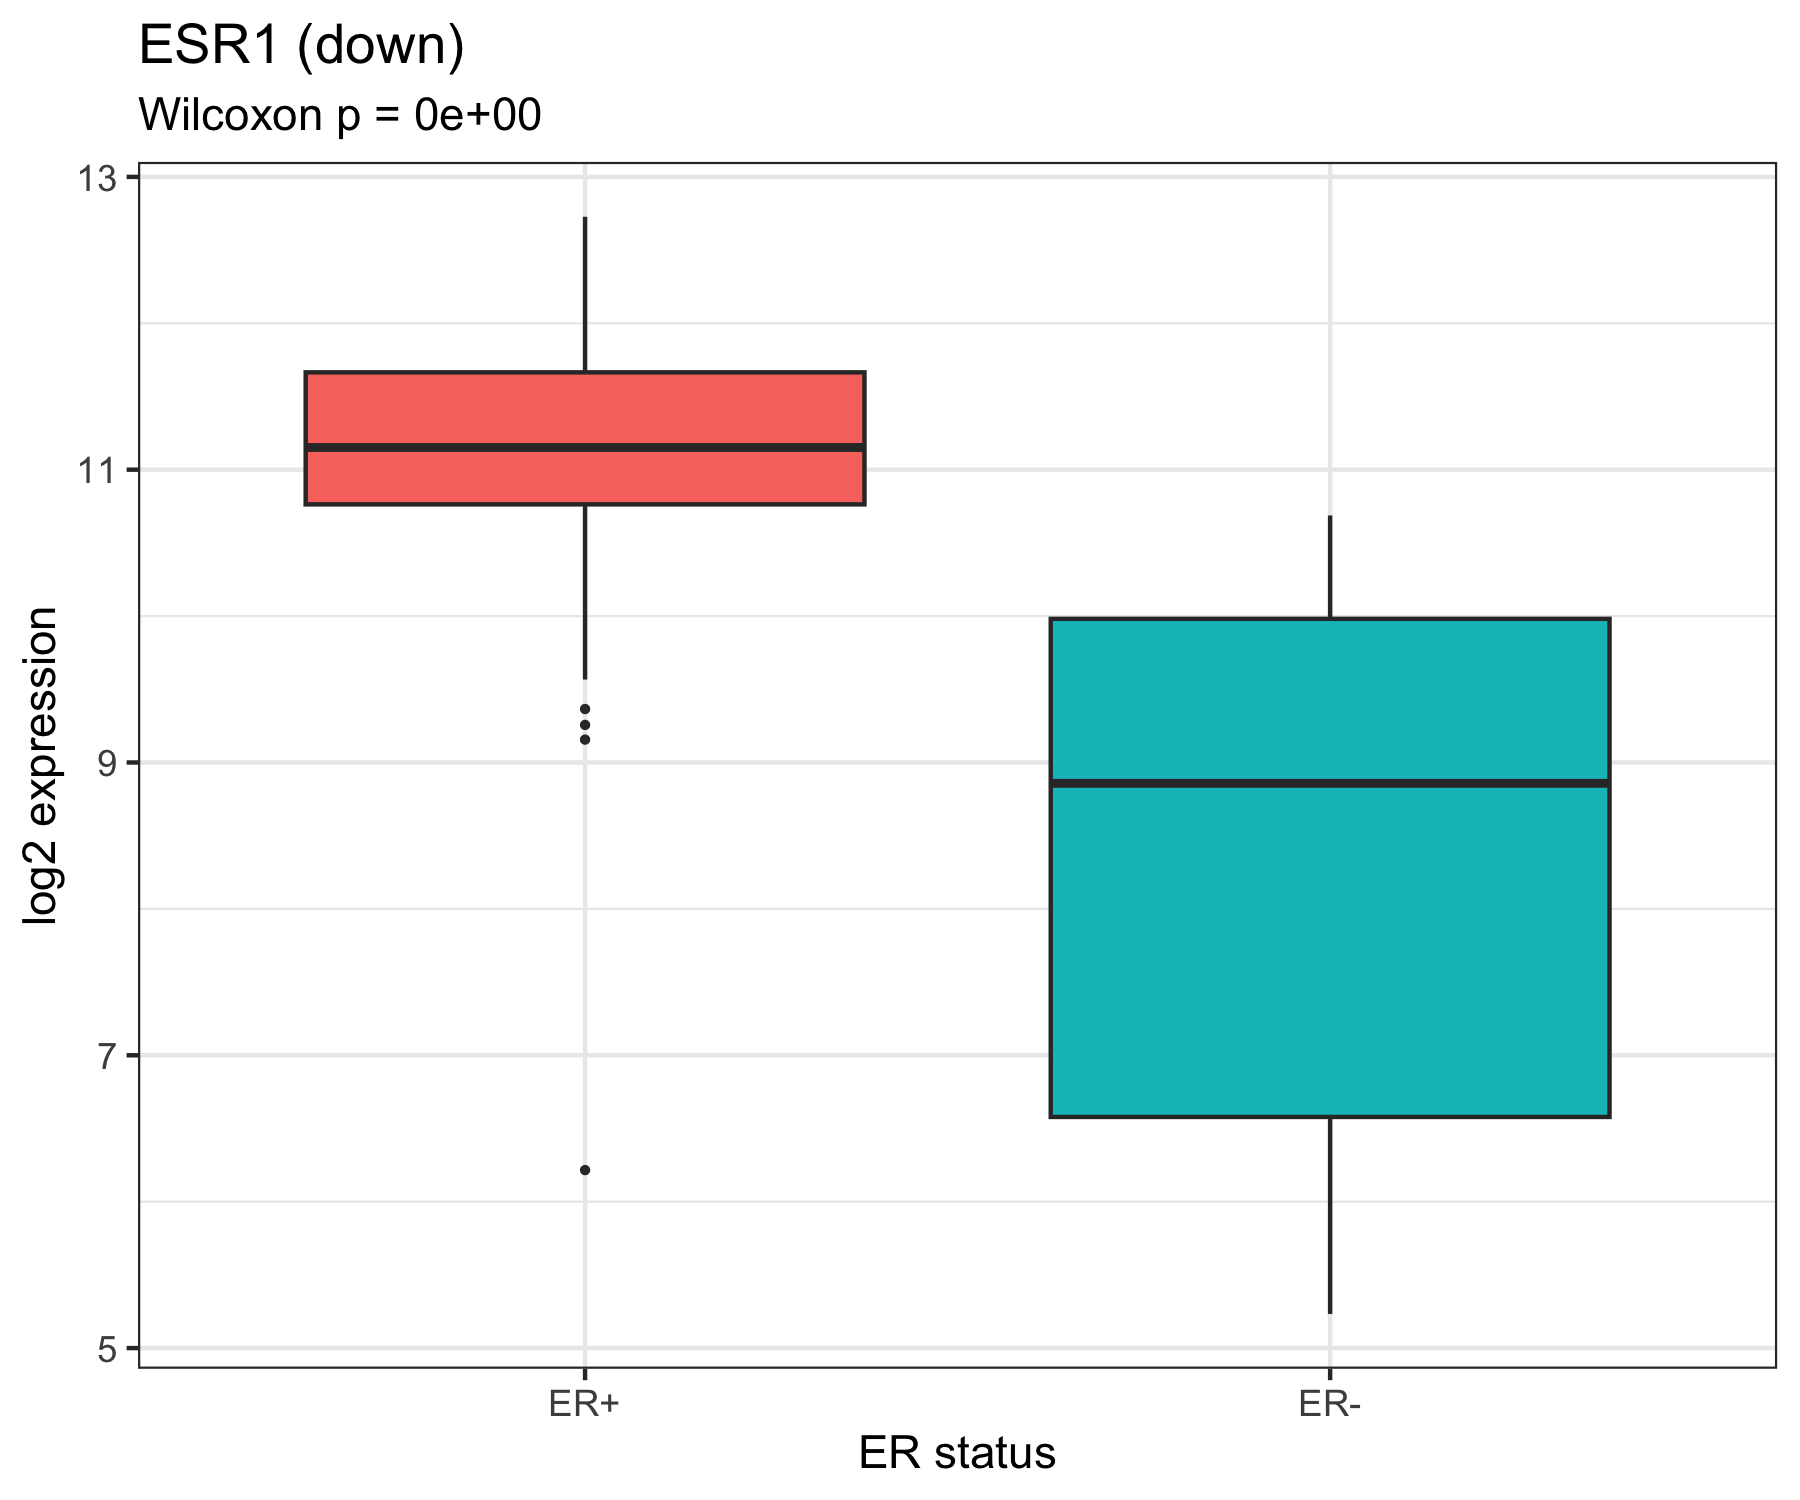 ESR1 (down)
Wilcoxon p = 0e+00
13
11
9
7
5
log2 expression
ER+
ER-
ER status